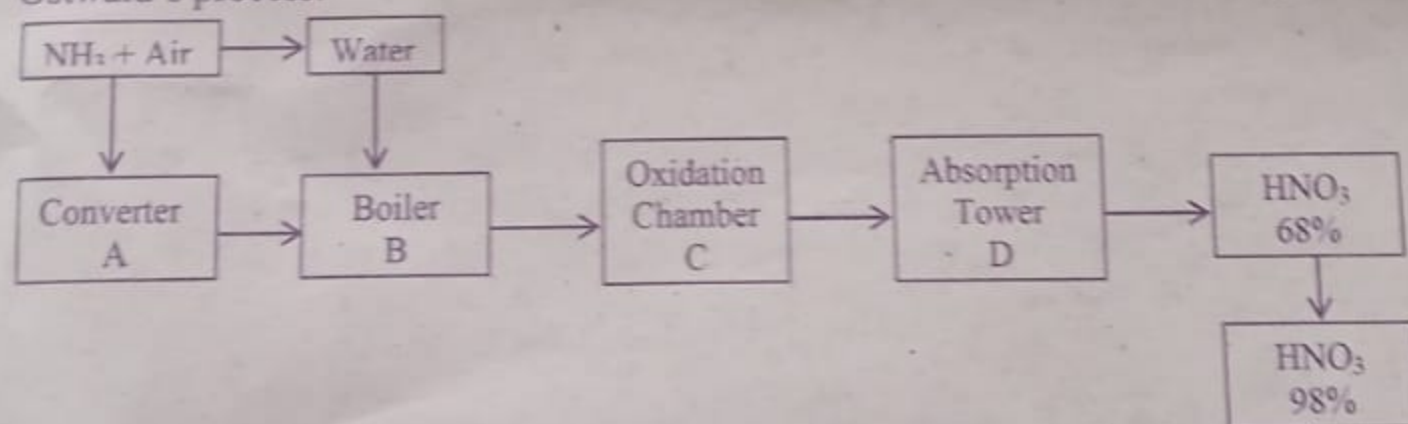 NH₃ + Air
Water
Converter
A
Boiler
B
Oxidation
Chamber
C
Absorption
Tower
D
HNO₃
68%
HNO₃
98%